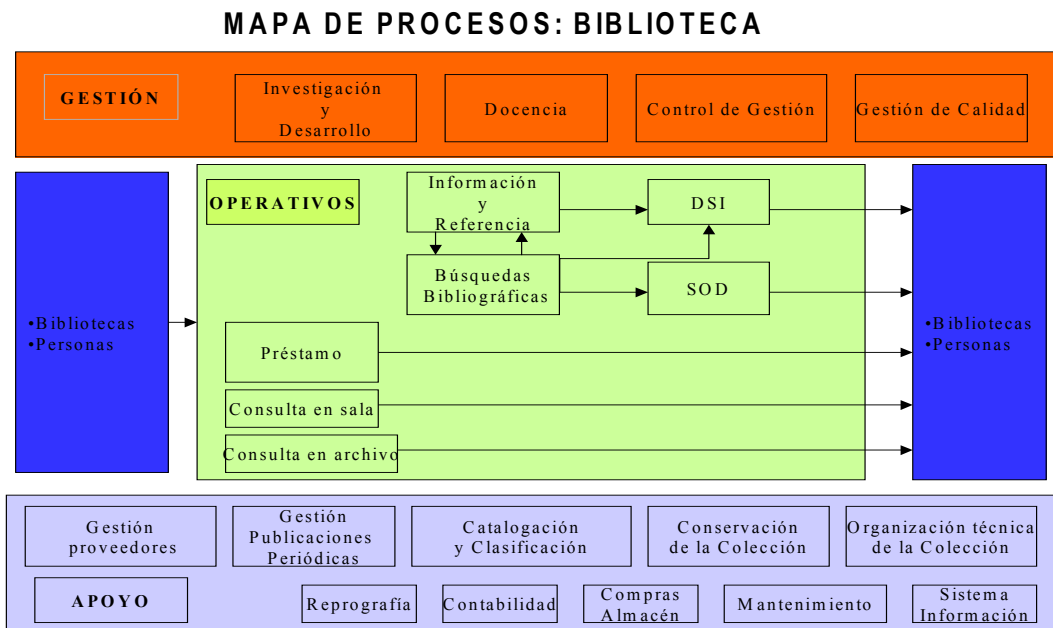 MAPA DE PROCESOS: BIBLIOTECA
GESTIÓN
Investigación
y
Desarrollo
Docencia
Control de Gestión
Gestión de Calidad
•Bibliotecas
•Personas
OPERATIVOS
Información
y
Referencia
DSI
Búsquedas
Bibliográficas
SOD
Préstamo
Consulta en sala
Consulta en archivo
•Bibliotecas
•Personas
Gestión
proveedores
Gestión
Publicaciones
Periódicas
Catalogación
y Clasificación
Conservación
de la Colección
Organización técnica
de la Colección
APOYO
Reprografía
Contabilidad
Compras
Almacén
Mantenimiento
Sistema
Información